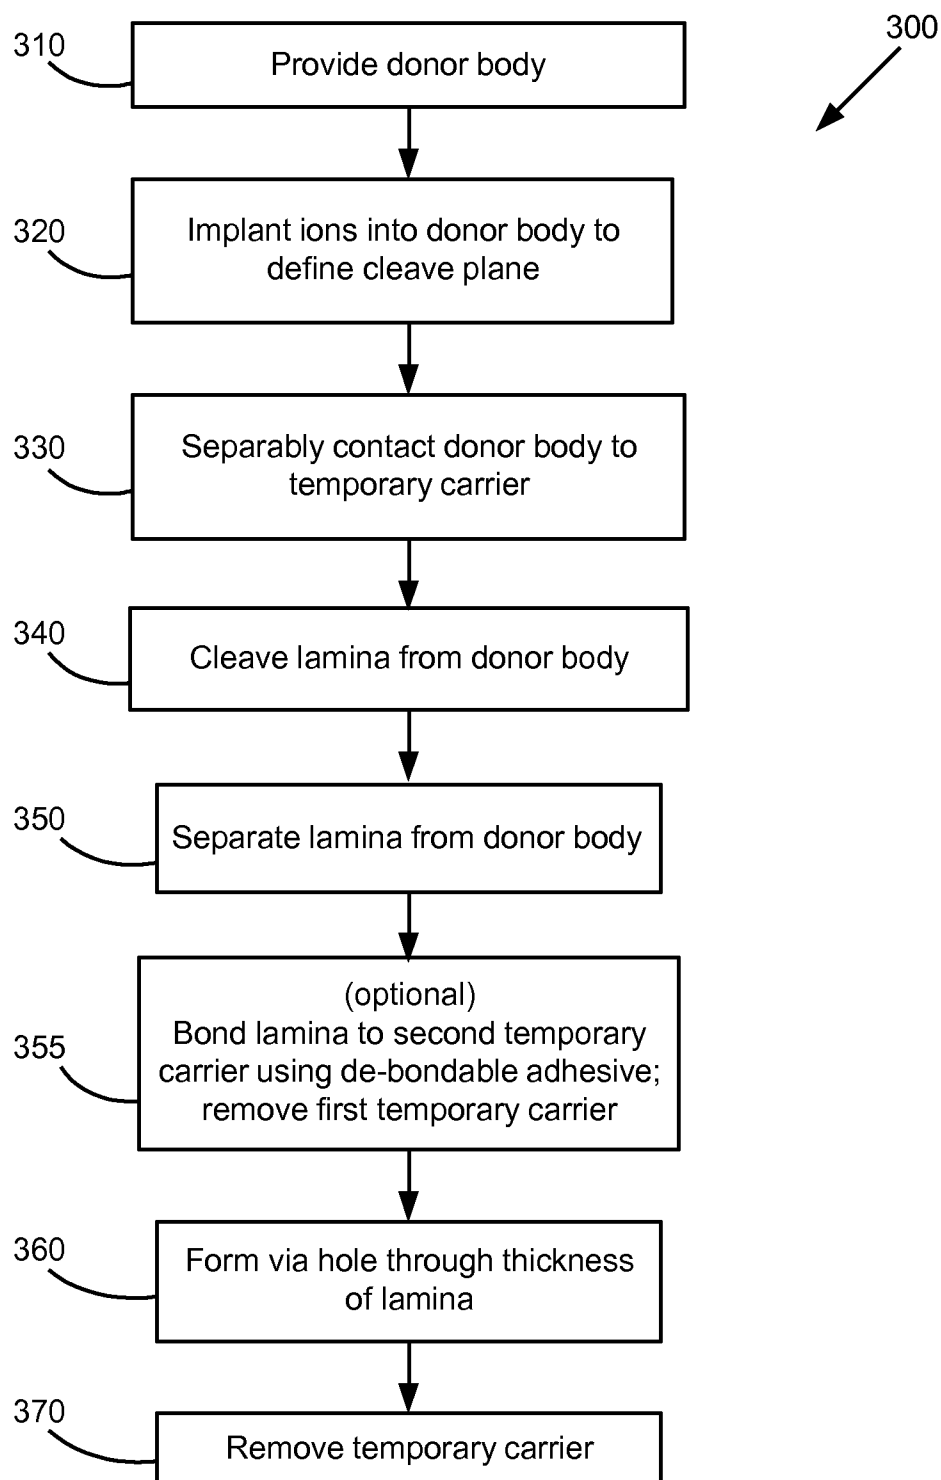 300
310
Provide donor body
320
Implant ions into donor body to
define cleave plane
330
Separably contact donor body to
temporary carrier
340
Cleave lamina from donor body
350
Separate lamina from donor body
355
(optional)
Bond lamina to second temporary
carrier using de-bondable adhesive;
remove first temporary carrier
360
Form via hole through thickness
of lamina
370
Remove temporary carrier